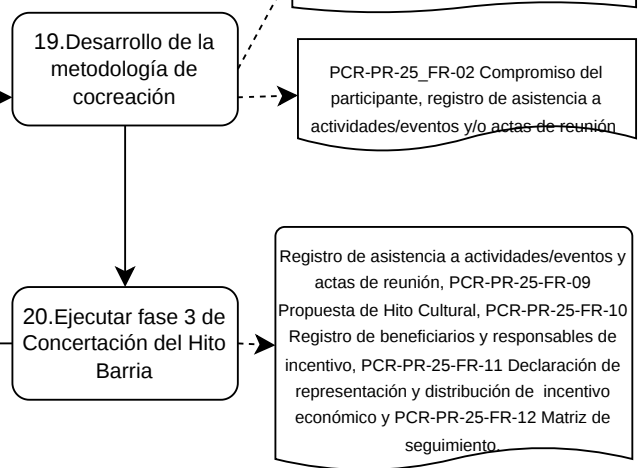 19.Desarrollo de la
metodología de
cocreación
PCR-PR-25_FR-02 Compromiso del
participante, registro de asistencia a
actividades/eventos y/o actas de reunión
20.Ejecutar fase 3 de
Concertación del Hito
Barria
Registro de asistencia a actividades/eventos y
actas de reunión, PCR-PR-25-FR-09
Propuesta de Hito Cultural, PCR-PR-25-FR-10
Registro de beneficiarios y responsables de
incentivo, PCR-PR-25-FR-11 Declaración de
representación y distribución de incentivo
económico y PCR-PR-25-FR-12 Matriz de
seguimiento.